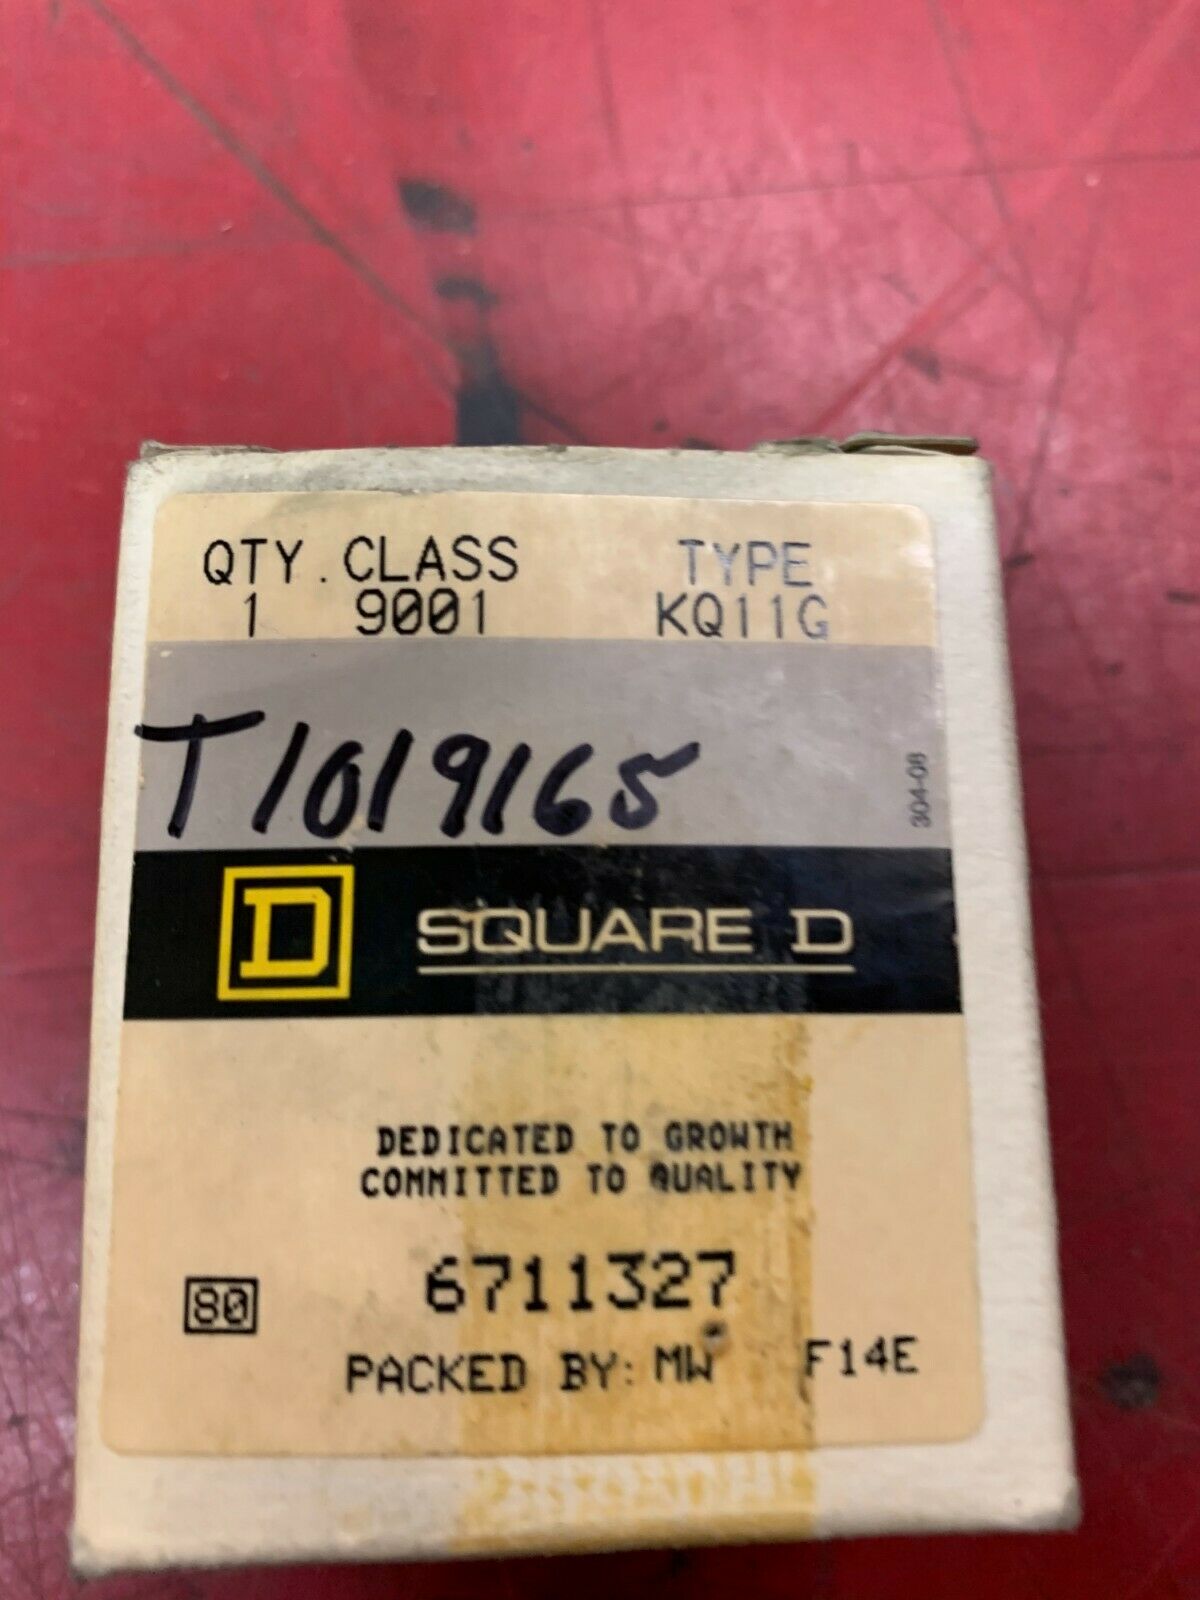 QTY. CLASS TYPE
1 9001 KQ11G
T1019165
304-08
D SQUARE D
DEDICATED TO GROWTH
COMMITTED TO QUALITY
6711327
80
PACKED BY: MW F14E